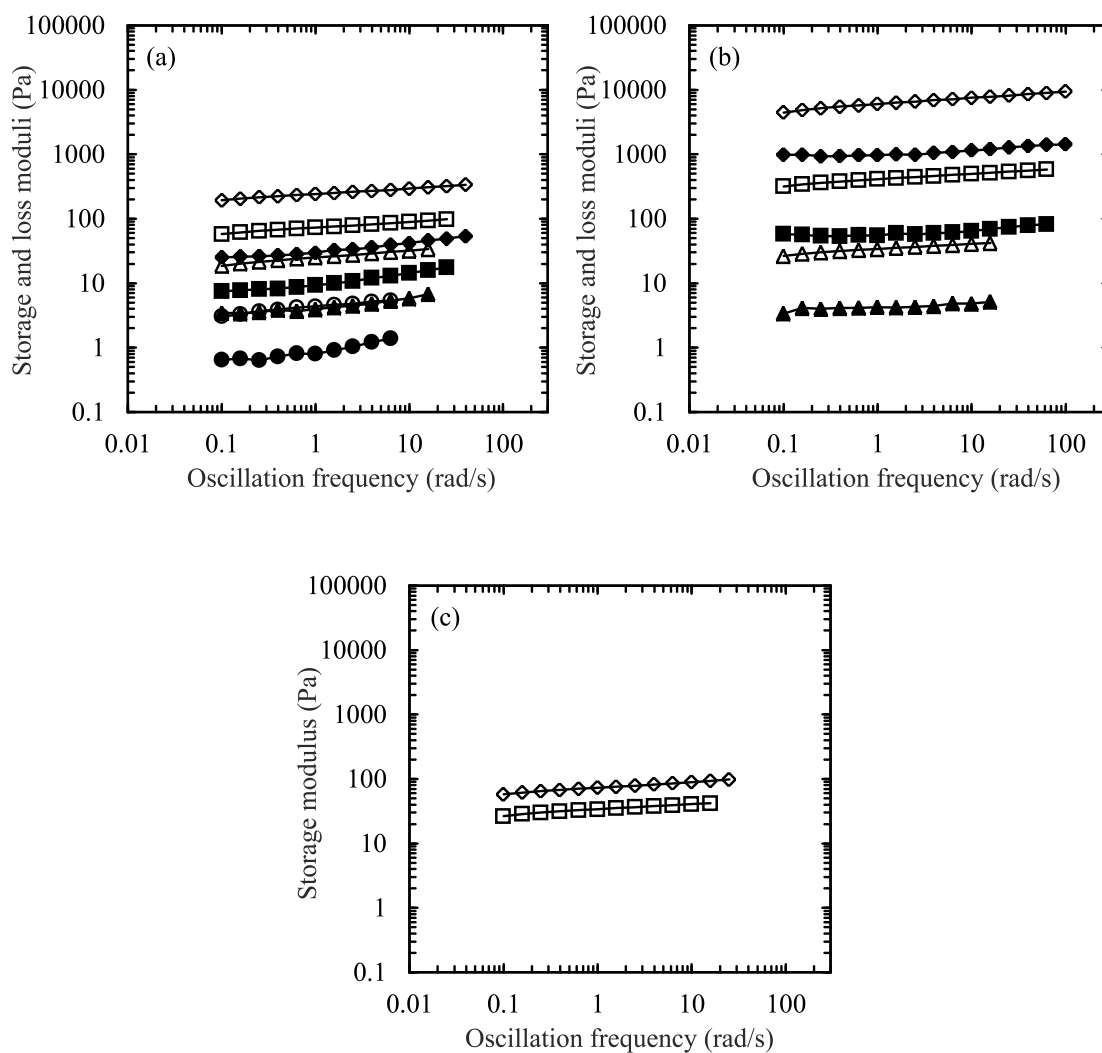 (a)
Storage and loss moduli (Pa)
100000
10000
1000
100
10
1
0.1
0.01 0.1 1 10 100
Oscillation frequency (rad/s)
(b)
Storage and loss moduli (Pa)
100000
10000
1000
100
10
1
0.1
0.01 0.1 1 10 100
Oscillation frequency (rad/s)
(c)
Storage modulus (Pa)
100000
10000
1000
100
10
1
0.1
0.01 0.1 1 10 100
Oscillation frequency (rad/s)